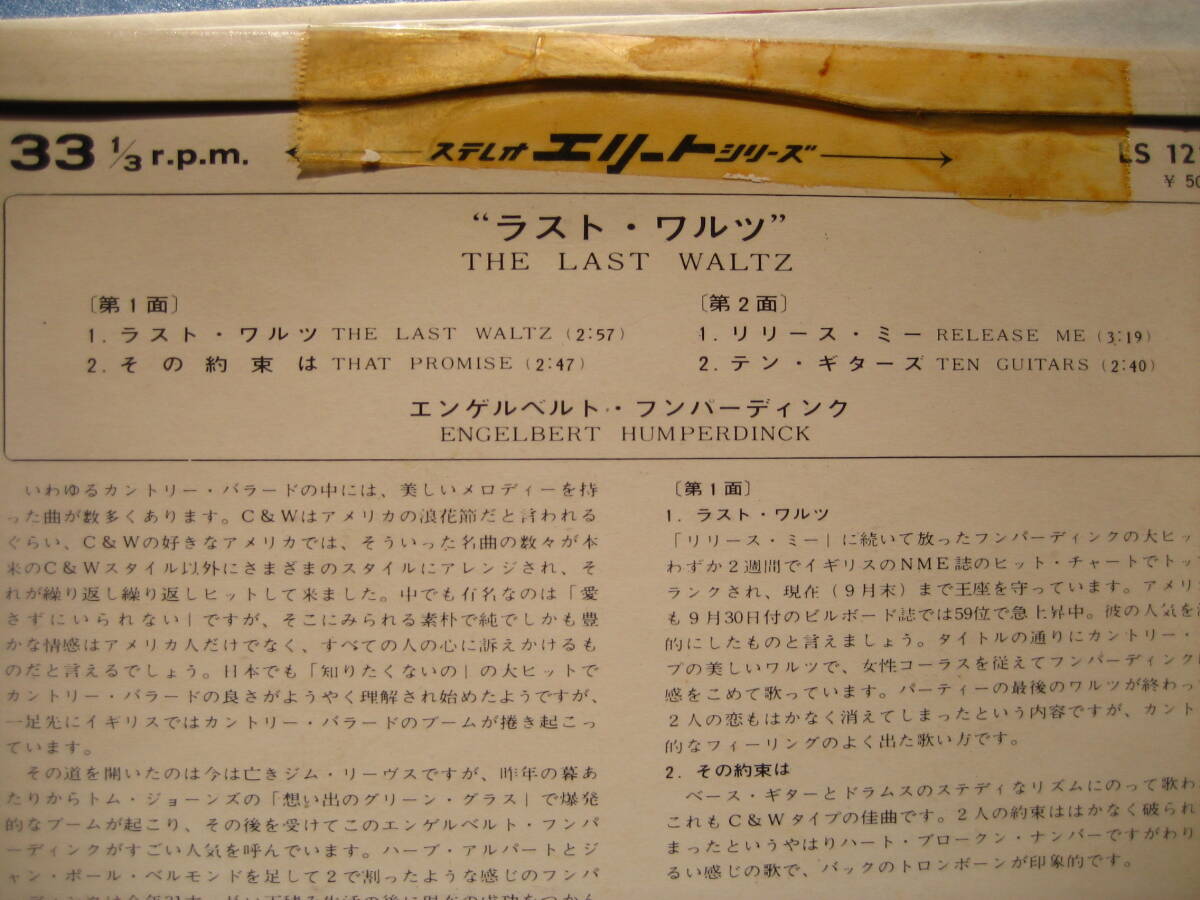 33 1/3 r.p.m.
ステレオ エリートシリーズ
LS 12
¥ 50
“ラスト・ワルツ”
THE LAST WALTZ
〔第1面〕
1. ラスト・ワルツ THE LAST WALTZ (2:57)
2. その約束は THAT PROMISE (2:47)
〔第2面〕
1. リリース・ミー RELEASE ME (3:19)
2. テン・ギターズ TEN GUITARS (2:40)
エンゲルベルト・フンパーディンク
ENGELBERT HUMPERDINCK
いわゆるカントリー・バラードの中には、美しいメロディーを持
った曲が数多くあります。C&Wはアメリカの浪花節だと言われる
ぐらい、C&Wの好きなアメリカでは、そういった名曲の数々が本
来のC&Wスタイル以外にさまざまのスタイルにアレンジされ、そ
れが繰り返し繰り返しヒットして来ました。中でも有名なのは「愛
さずにいられない」ですが、そこにみられる素朴で純でしかも豊
かな情感はアメリカ人だけでなく、すべての人の心に訴えかけるも
のだと言えるでしょう。日本でも「知りたくないの」の大ヒットで
カントリー・バラードの良さがようやく理解され始めたようですが、
一足先にイギリスではカントリー・バラードのブームが捲き起こっ
ています。
その道を開いたのは今は亡きジム・リーヴスですが、昨年の暮あ
たりからトム・ジョーンズの「想い出のグリーン・グラス」で爆発
的なブームが起こり、その後を受けてこのエンゲルベルト・フンパ
ーディンクがすごい人気を呼んでいます。ハーブ・アルパートとジ
ャン・ポール・ベルモンドを足して2で割ったような感じのフンパ
〔第1面〕
1. ラスト・ワルツ
「リリース・ミー」に続いて放ったフンパーディンクの大ヒッ
わずか2週間でイギリスのNME誌のヒット・チャートでトッ
ランクされ、現在（9月末）まで王座を守っています。アメリ
も9月30日付のビルボード誌では59位で急上昇中。彼の人気を
的にしたものと言えましょう。タイトルの通りにカントリー・
プの美しいワルツで、女性コーラスを従えてフンパーディンク
感をこめて歌っています。パーティーの最後のワルツが終わっ
2人の恋もはかなく消えてしまったという内容ですが、カント
的なフィーリングのよく出た歌い方です。
2. その約束は
ベース・ギターとドラムスのステディなリズムにのって歌わ
これもC&Wタイプの佳曲です。2人の約束ははかなく破られ
まったというやはりハート・ブロークン・ナンバーですがわり
るい感じの歌で、バックのトロンボーンが印象的です。